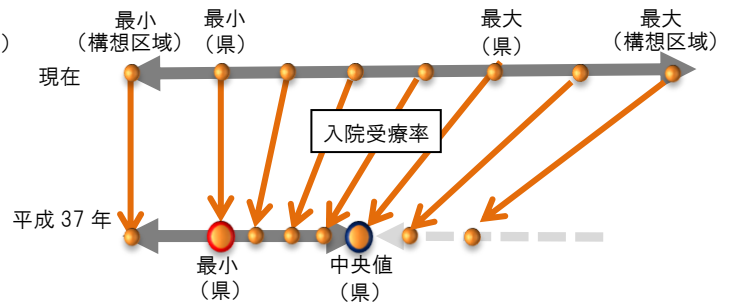 最小
（構想区域）
最小
（県）
最大
（県）
最大
（構想区域）
）
現在
入院受療率
平成 37 年
最小
（県）
中央値
（県）